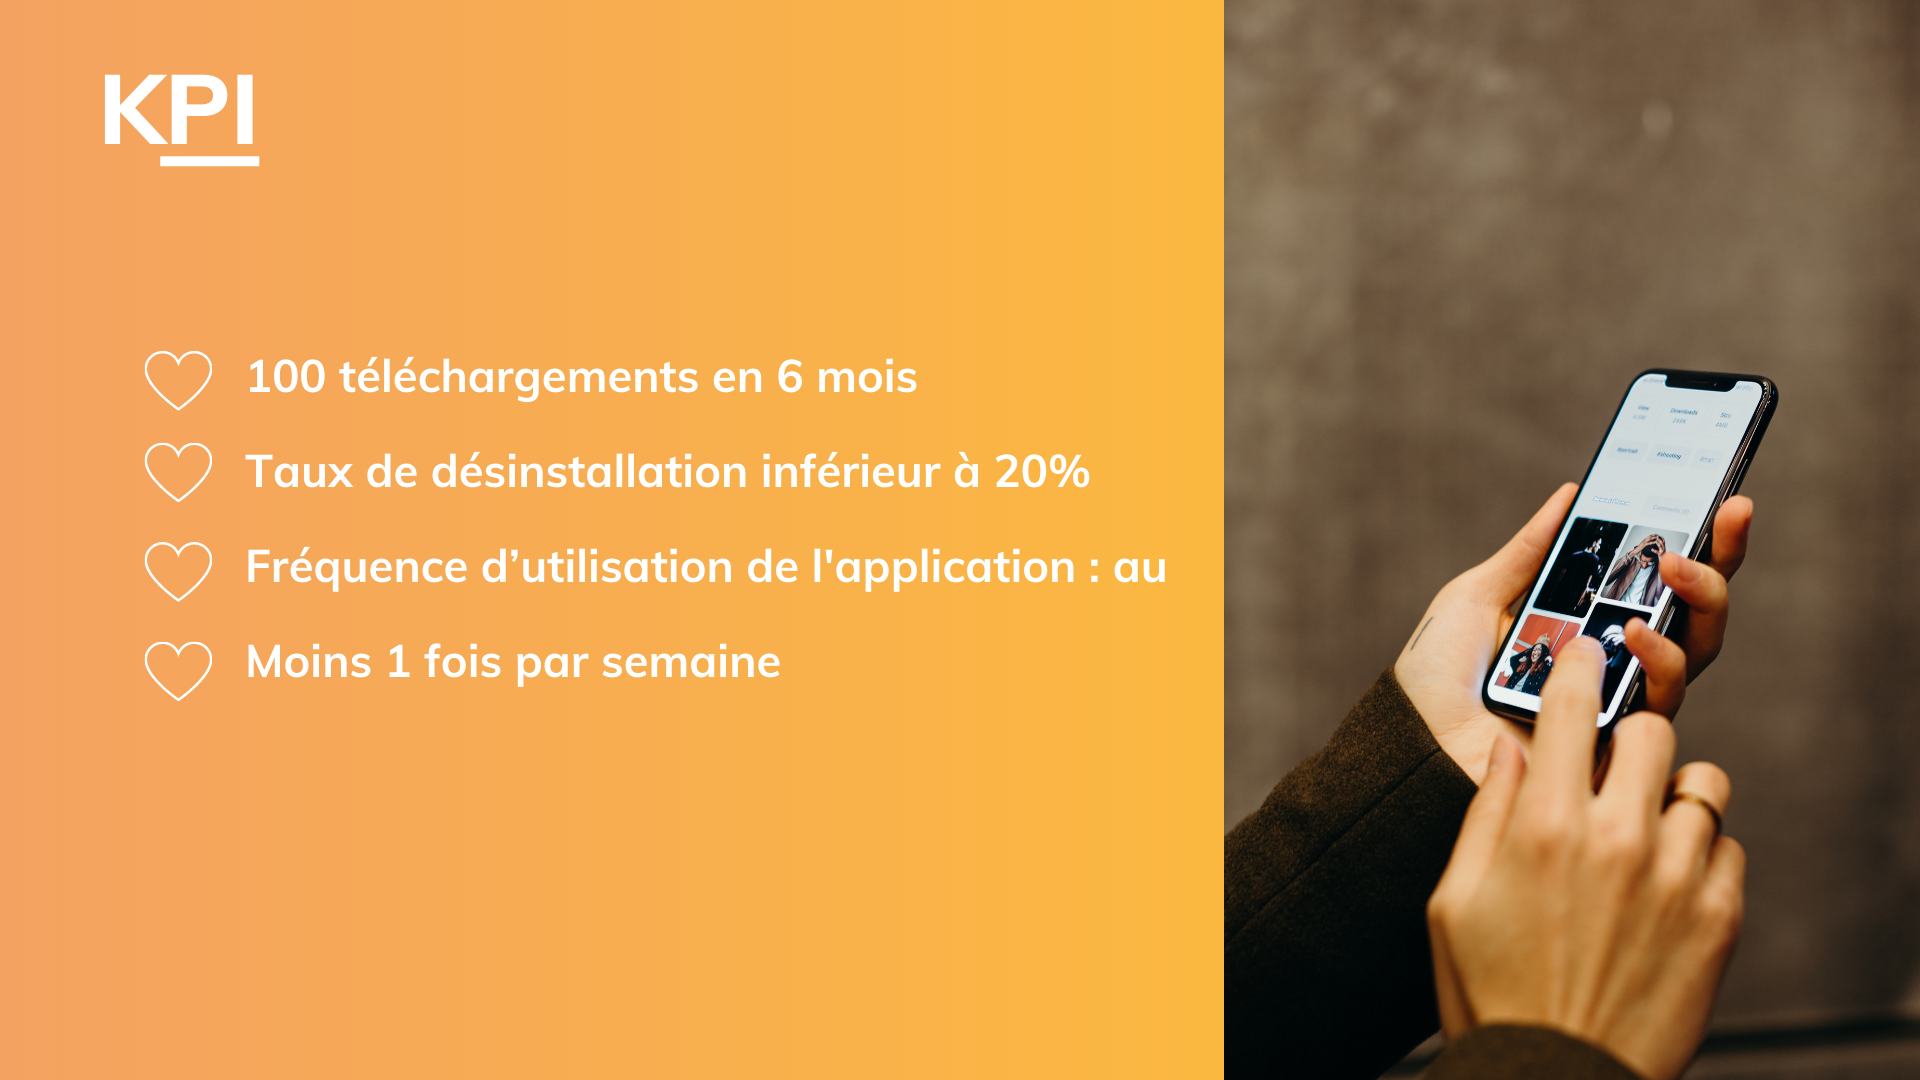 KPI
100 téléchargements en 6 mois
Taux de désinstallation inférieur à 20%
Fréquence d’utilisation de l'application : au
Moins 1 fois par semaine
Downloads